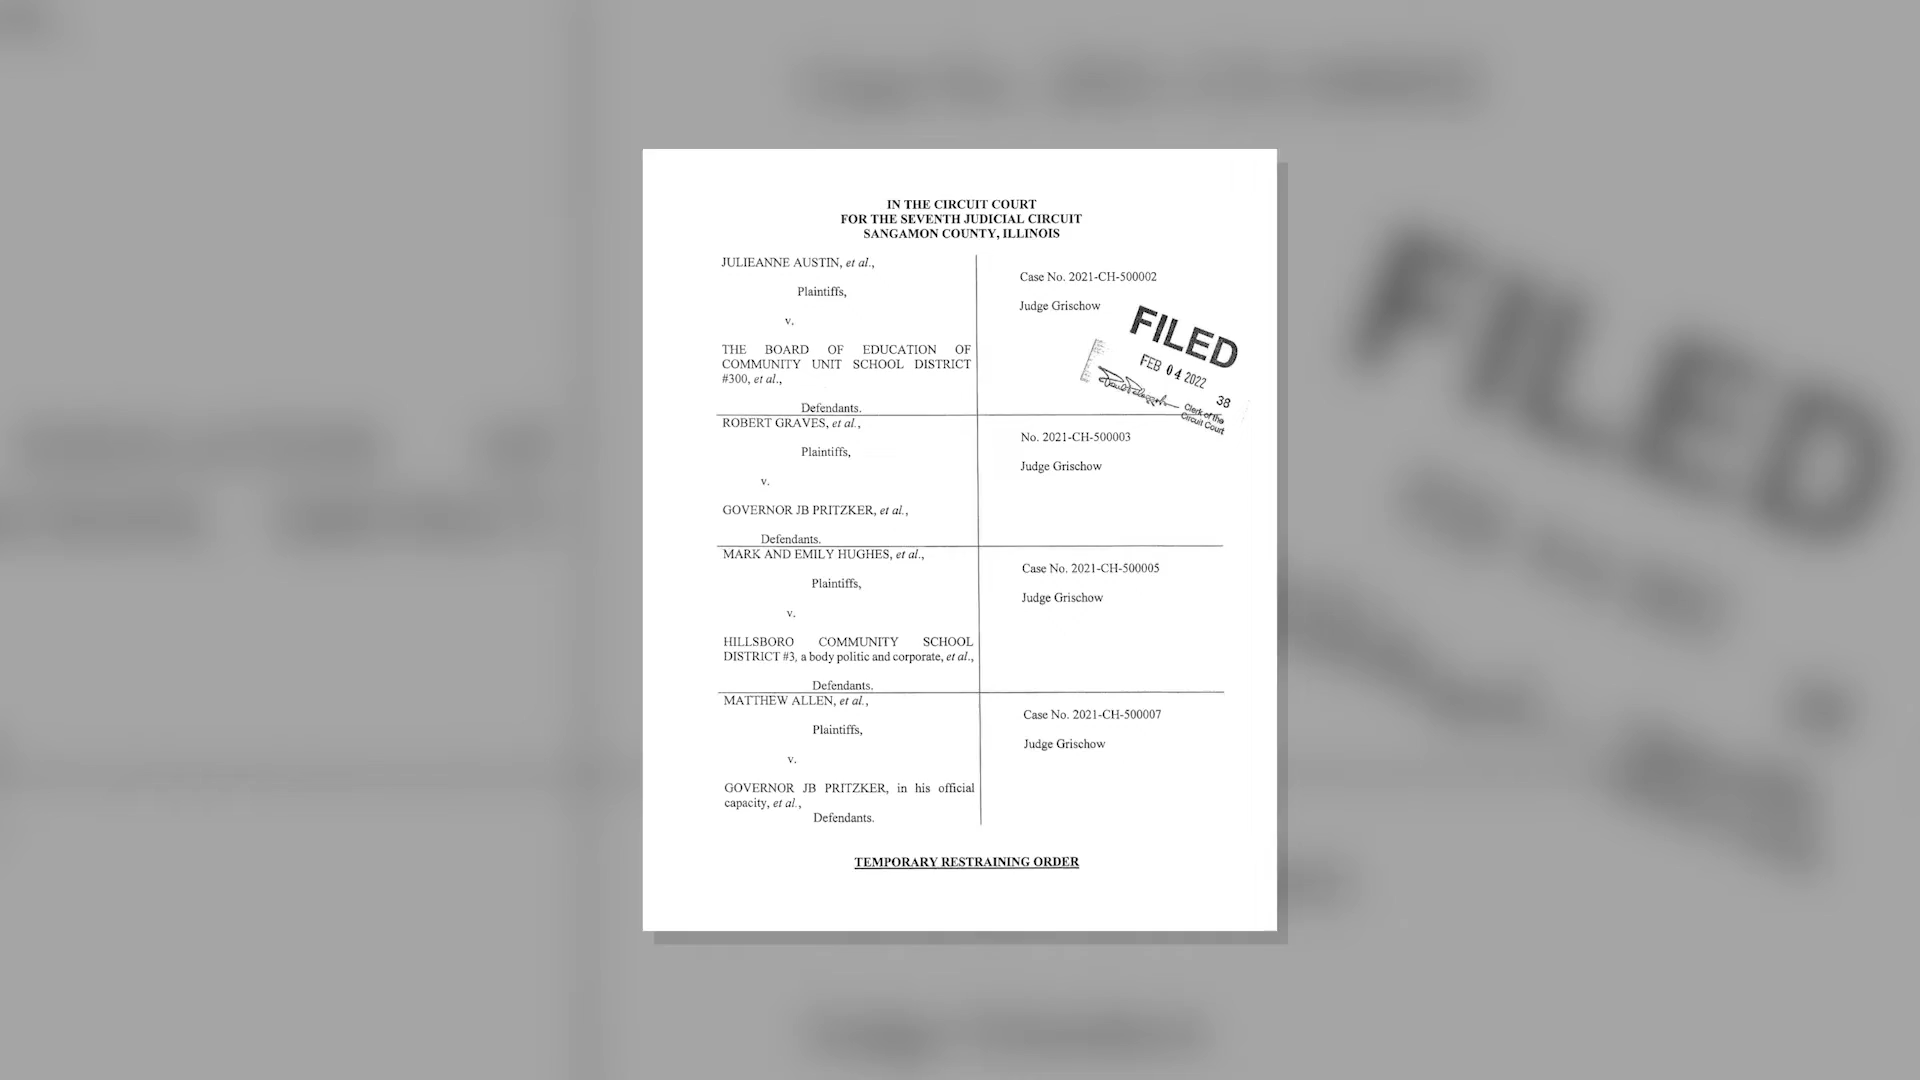 IN THE CIRCUIT COURT
FOR THE SEVENTH JUDICIAL CIRCUIT
SANGAMON COUNTY, ILLINOIS
JULIEANNE AUSTIN, et al.,
Plaintiffs,
v.
THE BOARD OF EDUCATION OF
COMMUNITY UNIT SCHOOL DISTRICT
#300, et al.,
Defendants.
Case No. 2021-CH-500002
Judge Grischow
FILED
FEB 04 2022
38
Clerk of the
Circuit Court
ROBERT GRAVES, et al.,
Plaintiffs,
v.
GOVERNOR JB PRITZKER, et al.,
Defendants.
No. 2021-CH-500003
Judge Grischow
MARK AND EMILY HUGHES, et al.,
Plaintiffs,
v.
HILLSBORO COMMUNITY SCHOOL
DISTRICT #3, a body politic and corporate, et al.,
Defendants.
Case No. 2021-CH-500005
Judge Grischow
MATTHEW ALLEN, et al.,
Plaintiffs,
v.
GOVERNOR JB PRITZKER, in his official
capacity, et al.,
Defendants.
Case No. 2021-CH-500007
Judge Grischow
TEMPORARY RESTRAINING ORDER
FILED